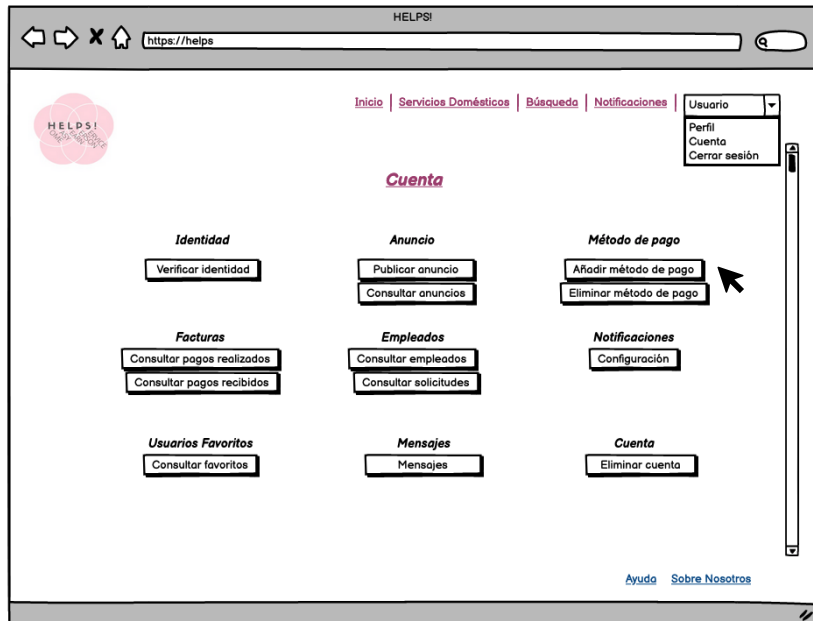 HELPS!
https://helps
HELPS!
Inicio | Servicios Domésticos | Búsqueda | Notificaciones |
Usuario
Perfil
Cuenta
Cerrar sesión
Cuenta
Identidad
Verificar identidad
Anuncio
Publicar anuncio
Consultar anuncios
Método de pago
Añadir método de pago
Eliminar método de pago
Facturas
Consultar pagos realizados
Consultar pagos recibidos
Empleados
Consultar empleados
Consultar solicitudes
Notificaciones
Configuración
Usuarios Favoritos
Consultar favoritos
Mensajes
Mensajes
Cuenta
Eliminar cuenta
Ayuda
Sobre Nosotros